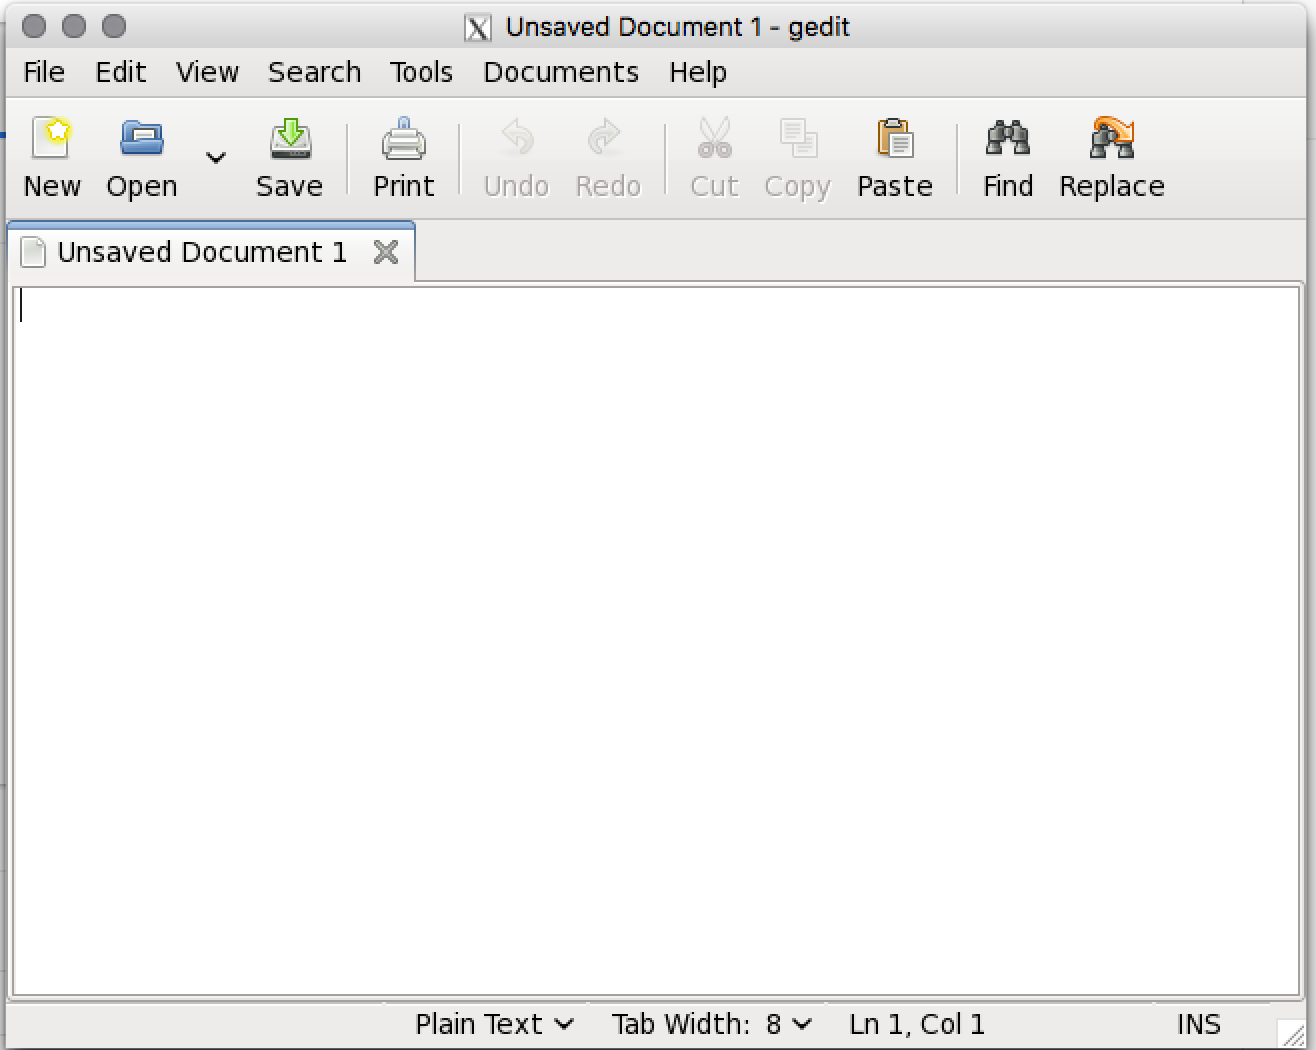 Unsaved Document 1 - gedit
File Edit View Search Tools Documents Help
New Open Save Print Undo Redo Cut Copy Paste Find Replace
Unsaved Document 1
Plain Text Tab Width: 8 Ln 1, Col 1 INS